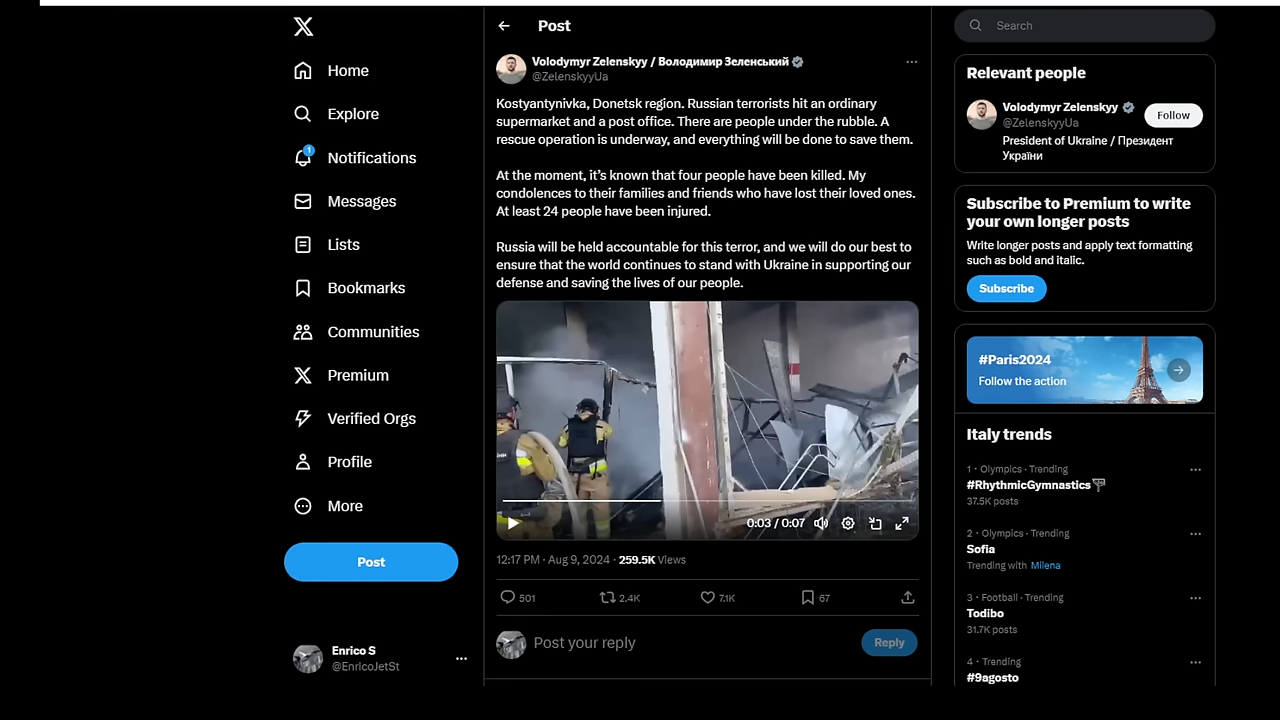 Home
Explore
1
Notifications
Messages
Lists
Bookmarks
Communities
Premium
Verified Orgs
Profile
More
Post
Enrico S
@EnricoJetSt
Post
Volodymyr Zelenskyy / Володимир Зеленський
@ZelenskyyUa
Kostyantynivka, Donetsk region. Russian terrorists hit an ordinary
supermarket and a post office. There are people under the rubble. A
rescue operation is underway, and everything will be done to save them.
At the moment, it’s known that four people have been killed. My
condolences to their families and friends who have lost their loved ones.
At least 24 people have been injured.
Russia will be held accountable for this terror, and we will do our best to
ensure that the world continues to stand with Ukraine in supporting our
defense and saving the lives of our people.
0:03 / 0:07
12:17 PM · Aug 9, 2024 · 259.5K Views
501 2.4K 7.1K 67
Post your reply
Reply
Search
Relevant people
Volodymyr Zelenskyy
@ZelenskyyUa
Follow
President of Ukraine / Президент
України
Subscribe to Premium to write
your own longer posts
Write longer posts and apply text formatting
such as bold and italic.
Subscribe
#Paris2024
Follow the action
Italy trends
1 · Olympics · Trending
#RhythmicGymnastics
37.5K posts
2 · Olympics · Trending
Sofia
Trending with Milena
3 · Football · Trending
Todibo
31.7K posts
4 · Trending
#9agosto